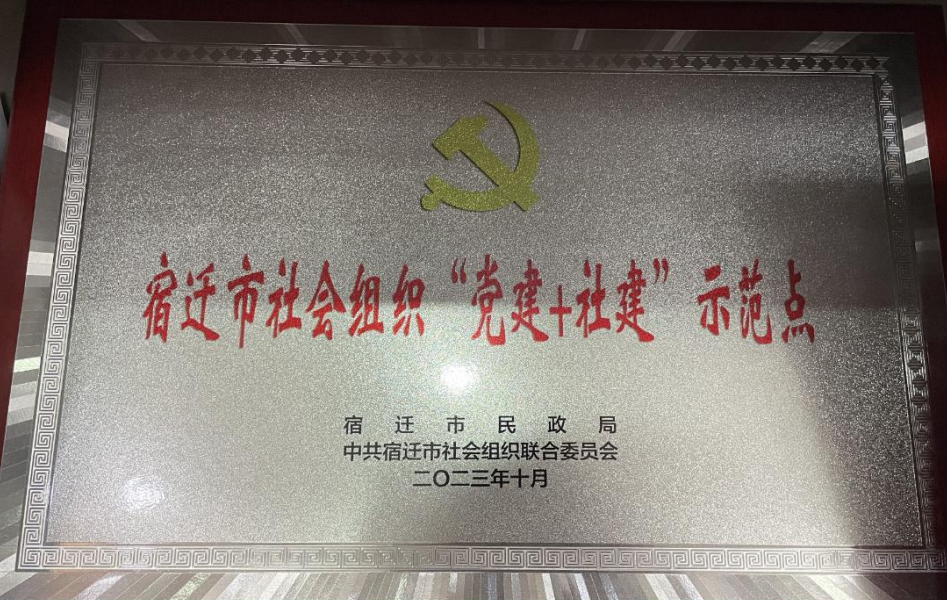 宿迁市社会组织“党建+社建”示范点
宿迁市民政局
中共宿迁市社会组织联合委员会
二〇二三年十月